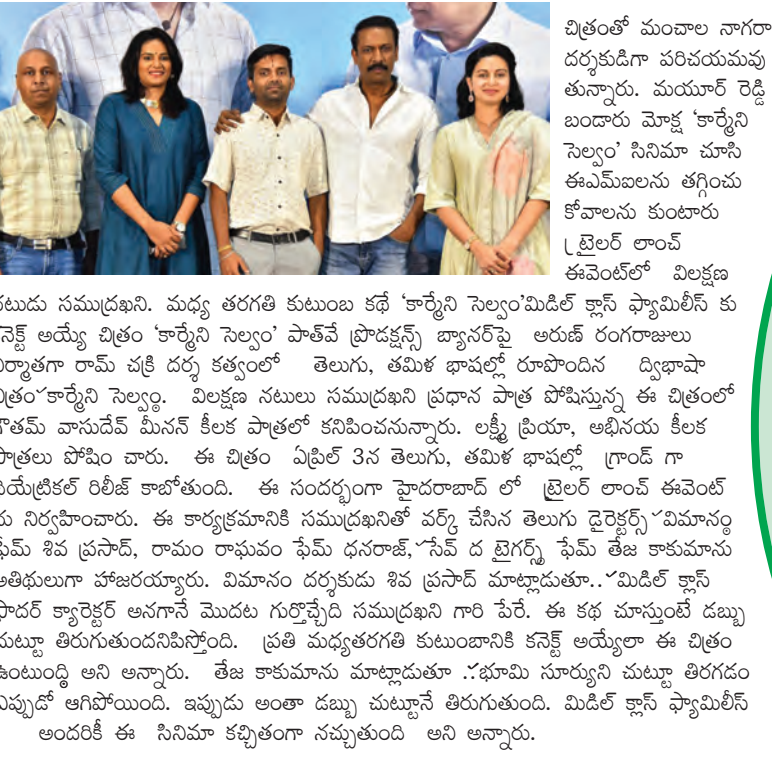 చిత్రంతో మంచాల నాగరా
దర్శకుడిగా పరిచయమవు
తున్నారు. మయూర్ రెడ్డి
బండారు మోక్ష ‘కార్మేని
సెల్వం’ సినిమా చూసి
ఈఎమ్ఐలను తగ్గించు
కోవాలను కుంటారు
ట్రైలర్ లాంచ్
ఈవెంట్‌లో విలక్షణ
నటుడు సముద్రఖని. మధ్య తరగతి కుటుంబ కథే ‘కార్మేని సెల్వం’మిడిల్ క్లాస్ ఫ్యామిలీస్ కు
నెక్ట్ అయ్యే చిత్రం ‘కార్మేని సెల్వం’ పాత్‌వే ప్రొడక్షన్స్ బ్యానర్‌పై అరుణ్ రంగరాజులు
నిర్మాతగా రామ్ చక్రి దర్శ కత్వంలో తెలుగు, తమిళ భాషల్లో రూపొందిన ద్విభాషా
చిత్రం కార్మేని సెల్వం. విలక్షణ నటులు సముద్రఖని ప్రధాన పాత్ర పోషిస్తున్న ఈ చిత్రంలో
గౌతమ్ వాసుదేవ్ మీనన్ కీలక పాత్రలో కనిపించనున్నారు. లక్ష్మీ ప్రియా, అభినయ కీలక
పాత్రలు పోషిం చారు. ఈ చిత్రం ఏప్రిల్ 3న తెలుగు, తమిళ భాషల్లో గ్రాండ్ గా
థియేట్రికల్ రిలీజ్ కాబోతుంది. ఈ సందర్భంగా హైదరాబాద్ లో ట్రైలర్ లాంచ్ ఈవెంట్
ను నిర్వహించారు. ఈ కార్యక్రమానికి సముద్రఖనితో వర్క్ చేసిన తెలుగు డైరెక్టర్స్ విమానం
ఫేమ్ శివ ప్రసాద్, రామం రాఘవం ఫేమ్ ధనరాజ్, సేవ్ ద టైగర్స్ ఫేమ్ తేజ కాకుమాను
అతిథులుగా హాజరయ్యారు. విమానం దర్శకుడు శివ ప్రసాద్ మాట్లాడుతూ.. మిడిల్ క్లాస్
ఫాదర్ క్యారెక్టర్ అనగానే మొదట గుర్తొచ్చేది సముద్రఖని గారి పేరే. ఈ కథ చూస్తుంటే డబ్బు
చుట్టూ తిరుగుతుందనిపిస్తోంది. ప్రతి మధ్యతరగతి కుటుంబానికి కనెక్ట్ అయ్యేలా ఈ చిత్రం
ఉంటుంది అని అన్నారు. తేజ కాకుమాను మాట్లాడుతూ ..భూమి సూర్యుని చుట్టూ తిరగడం
ఎప్పుడో ఆగిపోయింది. ఇప్పుడు అంతా డబ్బు చుట్టూనే తిరుగుతుంది. మిడిల్ క్లాస్ ఫ్యామిలీస్
అందరికీ ఈ సినిమా కచ్చితంగా నచ్చుతుంది అని అన్నారు.